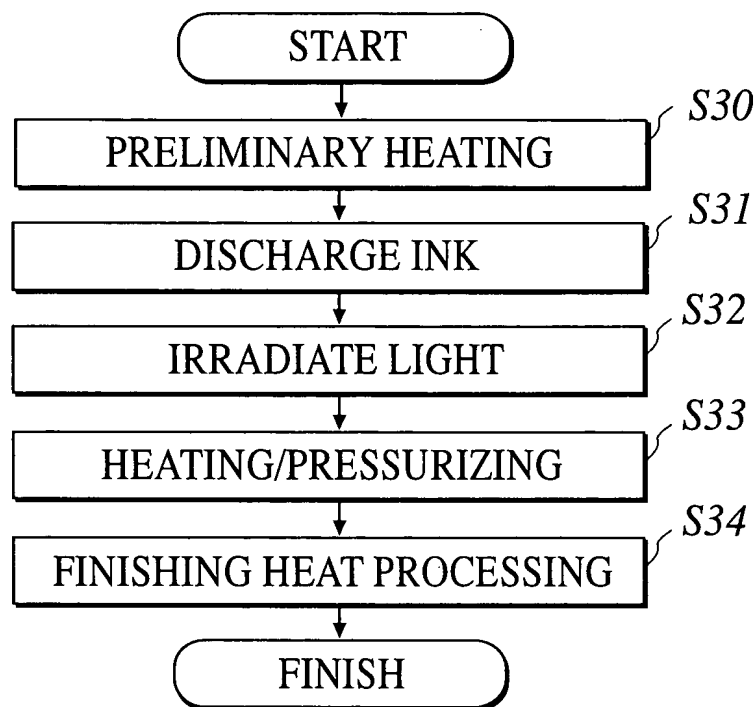 START
S30
PRELIMINARY HEATING
S31
DISCHARGE INK
S32
IRRADIATE LIGHT
S33
HEATING/PRESSURIZING
S34
FINISHING HEAT PROCESSING
FINISH